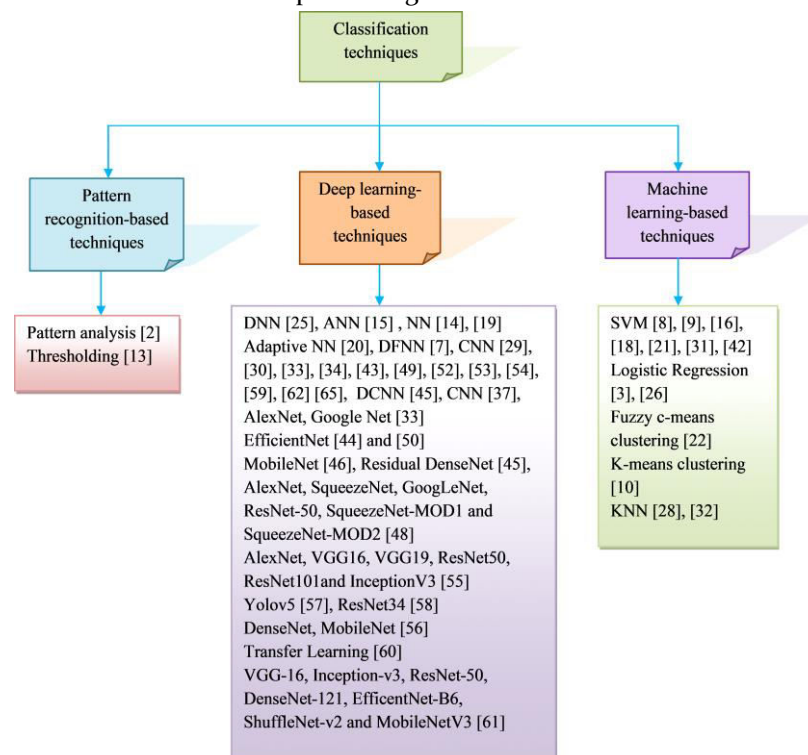 Classification
techniques
Pattern
recognition-based
techniques
Deep learning-
based
techniques
Machine
learning-based
techniques
Pattern analysis [2]
Thresholding [13]
DNN [25], ANN [15] , NN [14], [19]
Adaptive NN [20], DFNN [7], CNN [29],
[30], [33], [34], [43], [49], [52], [53], [54],
[59], [62] [65], DCNN [45], CNN [37],
AlexNet, Google Net [33]
EfficientNet [44] and [50]
MobileNet [46], Residual DenseNet [45],
AlexNet, SqueezeNet, GoogLeNet,
ResNet-50, SqueezeNet-MOD1 and
SqueezeNet-MOD2 [48]
AlexNet, VGG16, VGG19, ResNet50,
ResNet101and InceptionV3 [55]
Yolov5 [57], ResNet34 [58]
DenseNet, MobileNet [56]
Transfer Learning [60]
VGG-16, Inception-v3, ResNet-50,
DenseNet-121, EfficentNet-B6,
ShuffleNet-v2 and MobileNetV3 [61]
SVM [8], [9], [16],
[18], [21], [31], [42]
Logistic Regression
[3], [26]
Fuzzy c-means
clustering [22]
K-means clustering
[10]
KNN [28], [32]